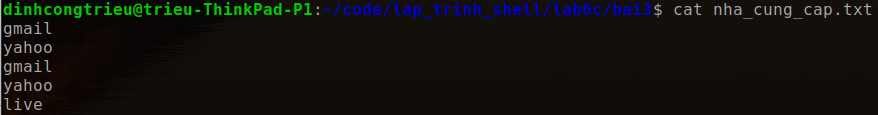 dinhcongtrieu@trieu-ThinkPad-P1:~/code/lap_trinh_shell/lab6c/bai3$ cat nha_cung_cap.txt
gmail
yahoo
gmail
yahoo
live